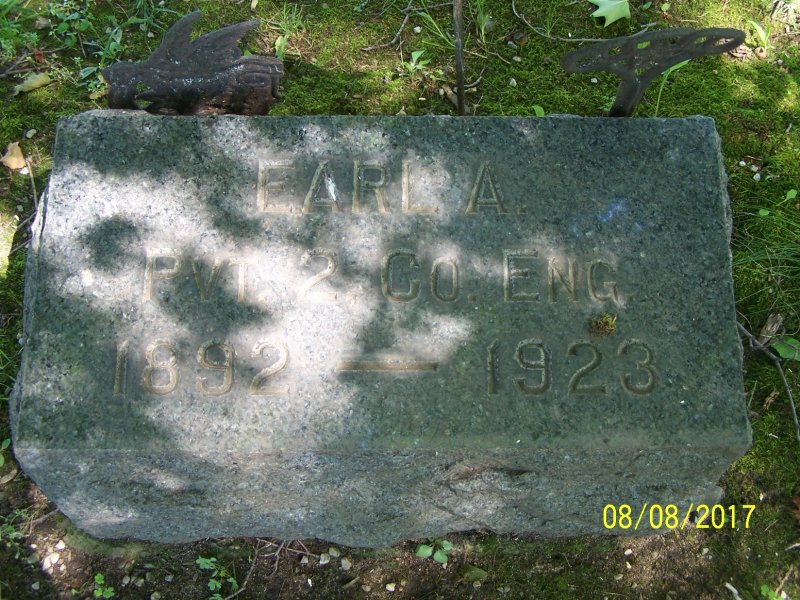 EARL A.
PVT. 2. CO. ENG.
1892 — 1923
08/08/2017